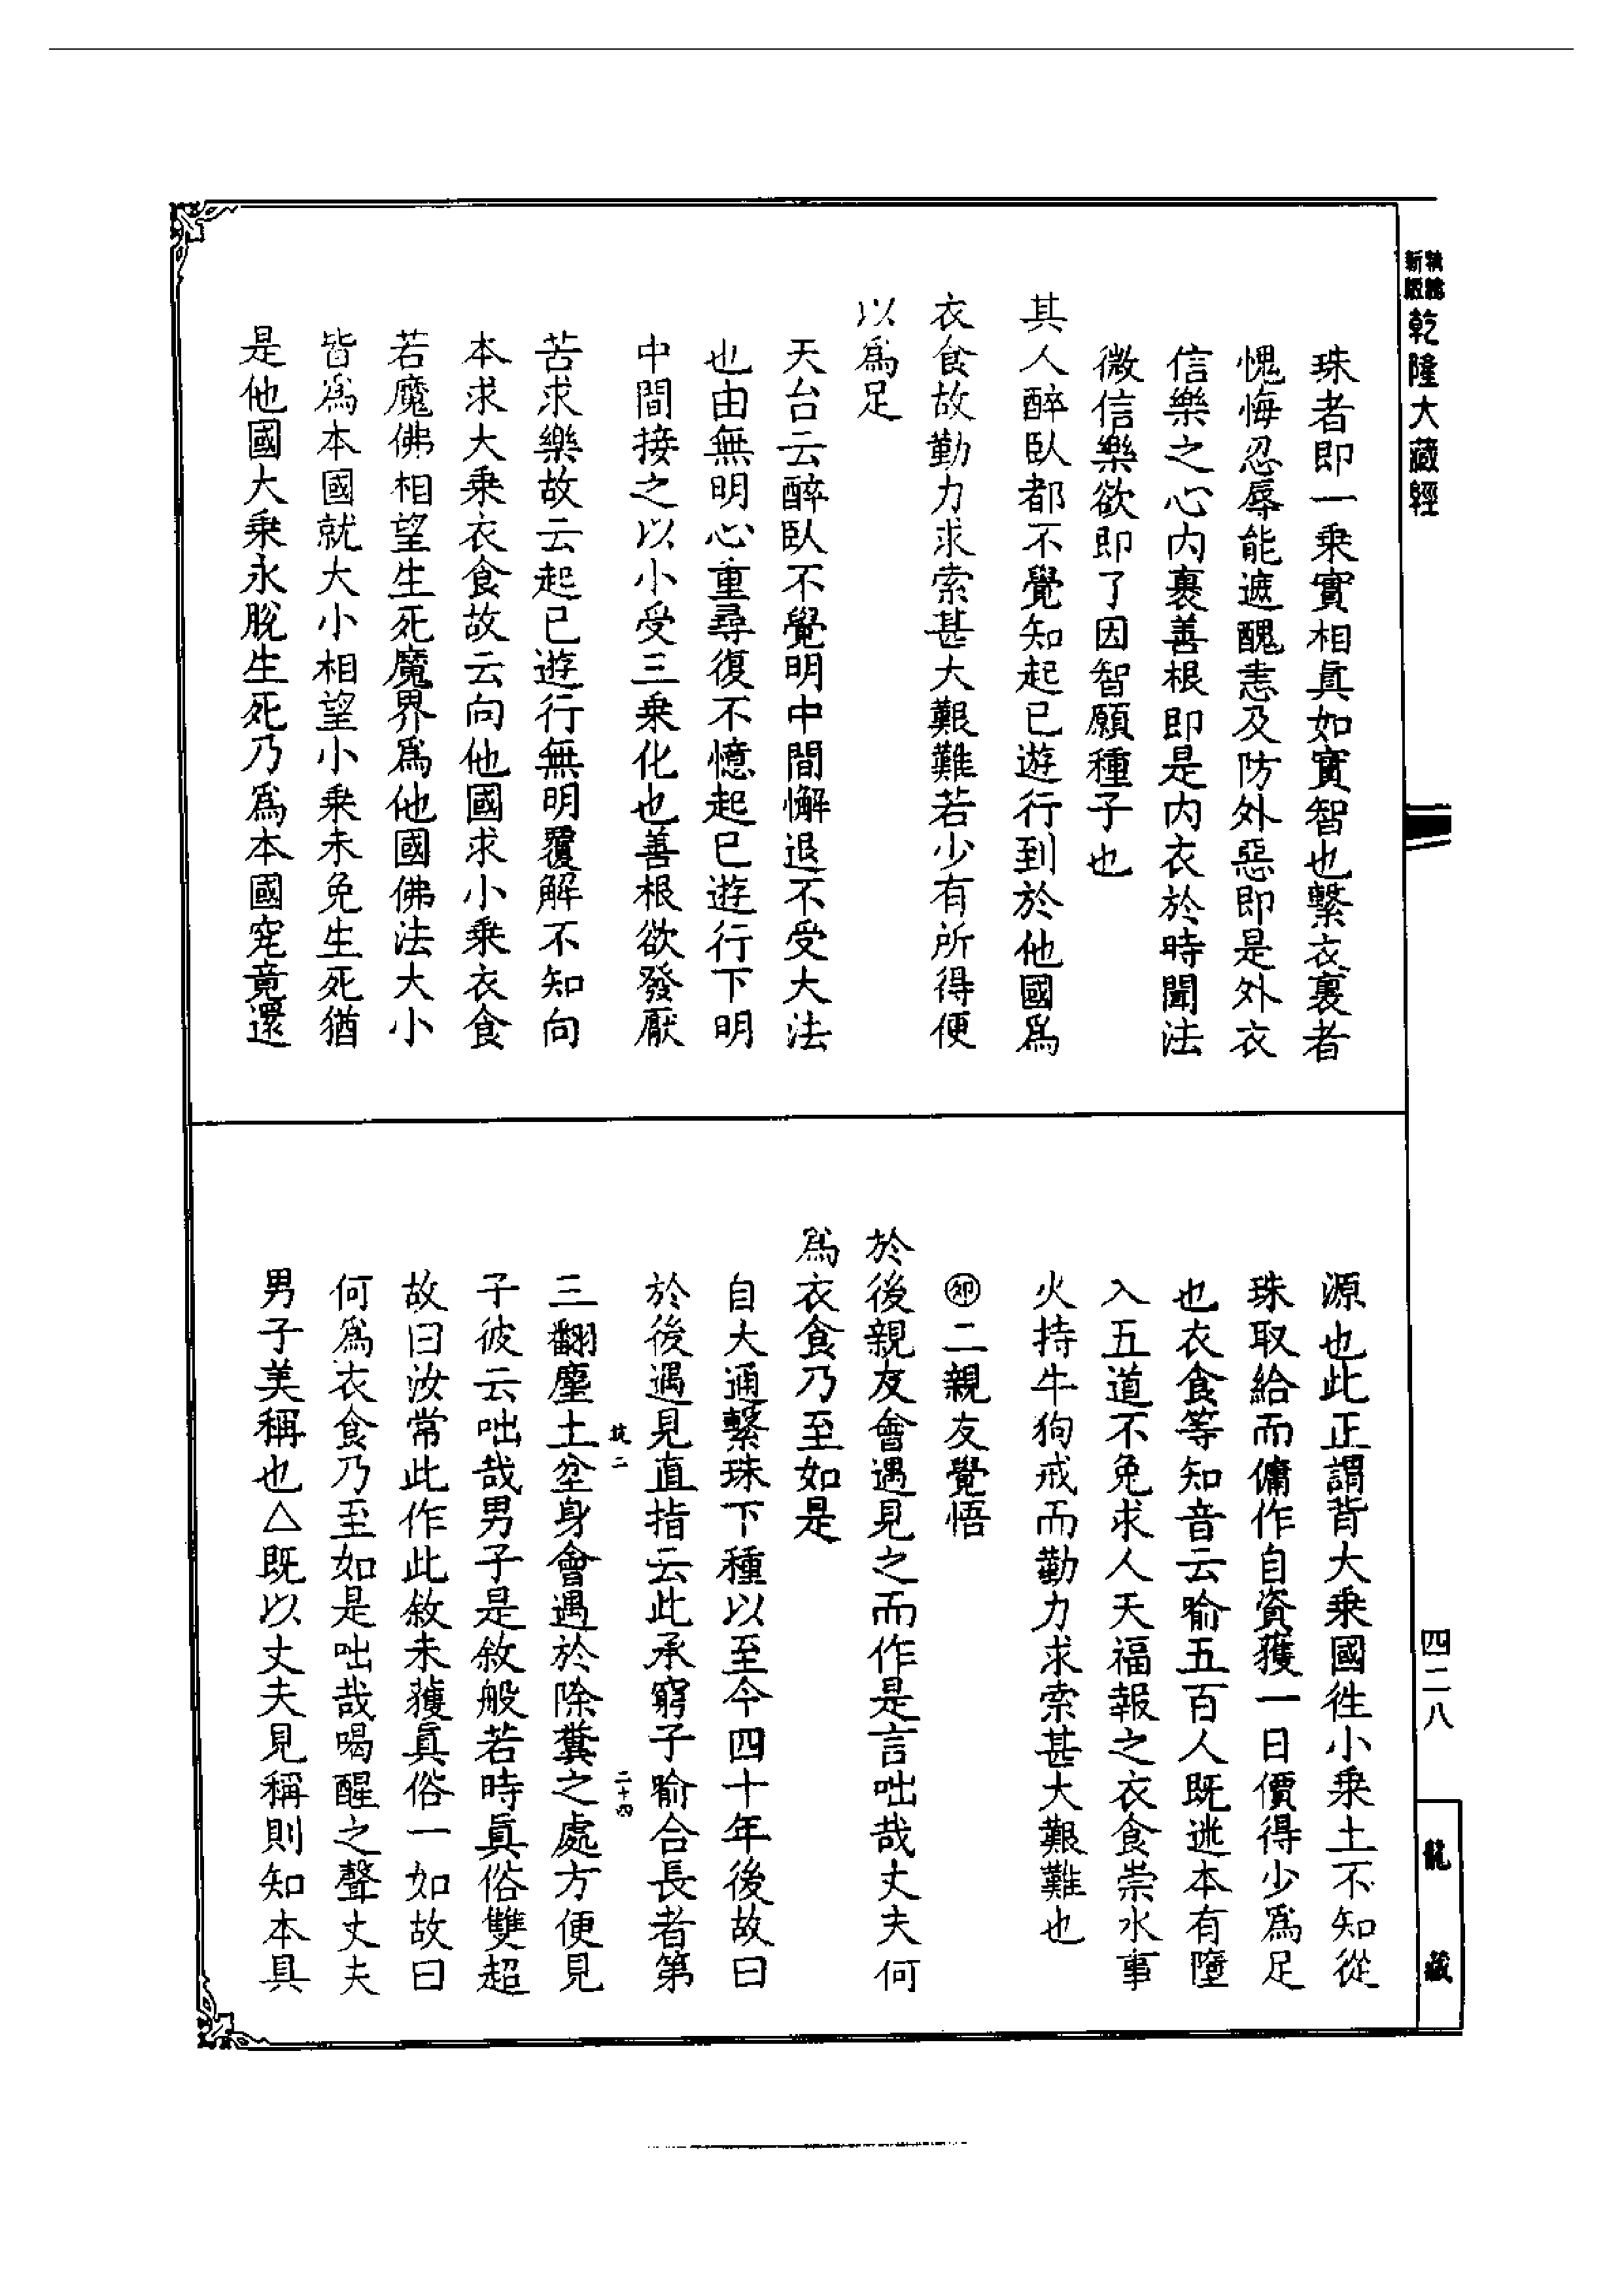 新版
乾隆大藏經
珠者即一乘實相眞如實智也繫衣裏者
愧悔忍辱能遮醜恚及防外惡即是外衣
信樂之心內裹善根即是內衣於時聞法
微信樂欲即了因智願種子也
其人醉臥都不覺知起已遊行到於他國爲
衣食故勤力求索甚大艱難若少有所得便
以爲足
天台云醉臥不覺明中間懈退不受大法
也由無明心重尋復不憶起已遊行下明
中間接之以小受三乘化也善根欲發厭
苦求樂故云起已遊行無明覆解不知向
本求大乘衣食故云向他國求小乘衣食
若魔佛相望生死魔界爲他國佛法大小
皆爲本國就大小相望小乘未免生死猶
是他國大乘永脫生死乃爲本國究竟還
源也此正謂背大乘國徃小乘土不知從
珠取給而傭作自資獲一日價得少爲足
也衣食等知音云喻五百人既迷本有墮
入五道不免求人天福報之衣食崇水事
火持牛狗戒而勤力求索甚大艱難也
㊞二親友覺悟
於後親友會遇見之而作是言咄哉丈夫何
爲衣食乃至如是
自大通繫珠下種以至今四十年後故曰
於後遇見直指云此承窮子喻合長者第
二
二十四
三翻塵土坌身會遇於除糞之處方便見
子彼云咄哉男子是敘般若時眞俗雙超
故曰汝常此作此敘未獲眞俗一如故曰
何爲衣食乃至如是咄哉喝醒之聲丈夫
男子美稱也△既以丈夫見稱則知本具
四二八
龍藏